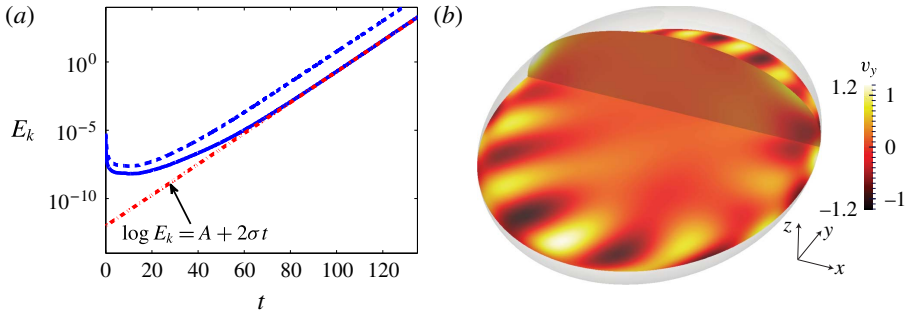 (a)
10^0
10^{-5}
10^{-10}
E_k
log E_k = A + 2σt
0 20 40 60 80 100 120
t
(b)
v_y
1.2
1
0
−1
−1.2
z
y
x